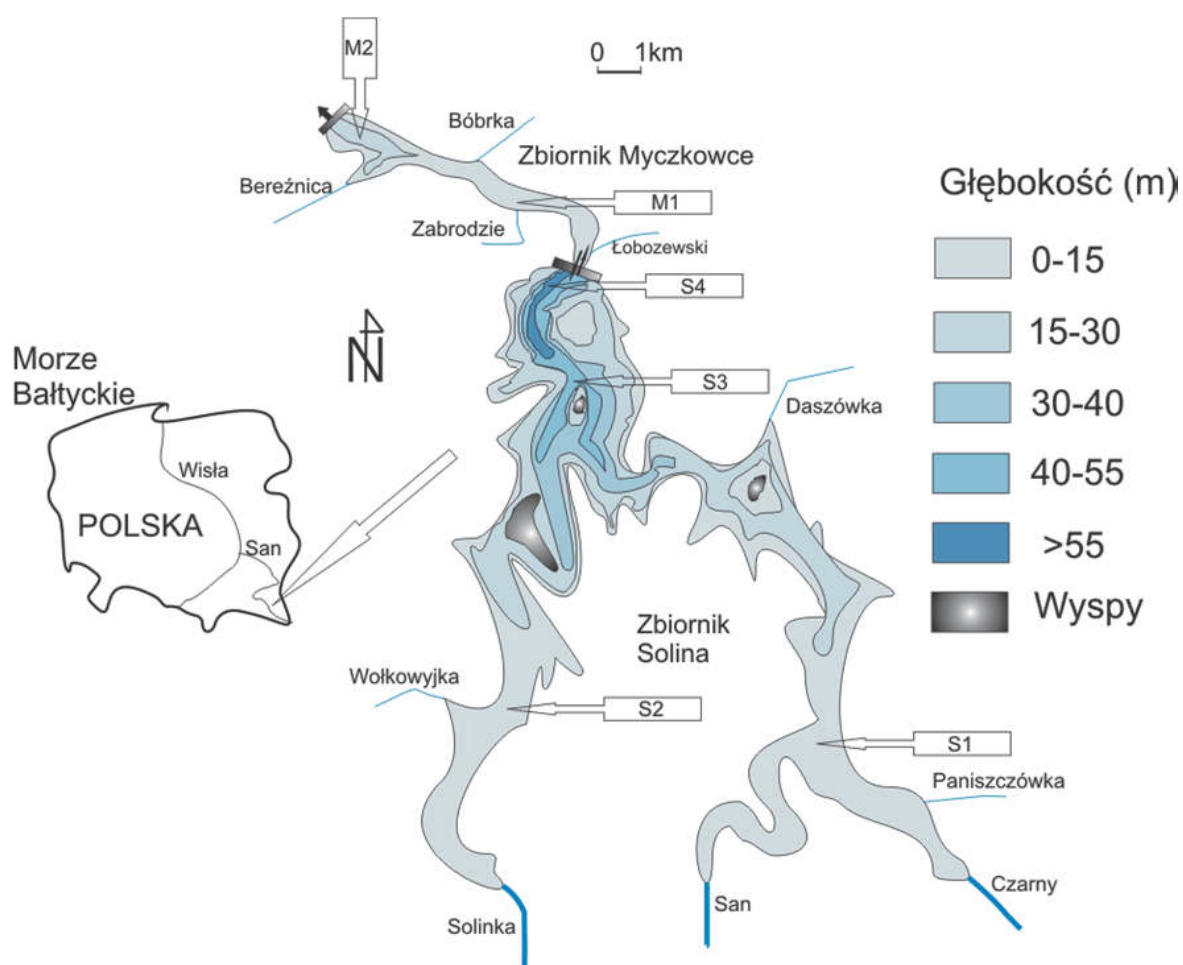 M2
0 1km
Bóbrka
Zbiornik Myczkowce
Bereźnica
M1
Zabrodzie
Łobozewski
S4
N
S3
Daszówka
Morze
Bałtyckie
Wisła
POLSKA
San
Głębokość (m)
0-15
15-30
30-40
40-55
>55
Wyspy
Zbiornik
Solina
Wołkowyjka
S2
S1
Paniszczówka
Czarny
San
Solinka